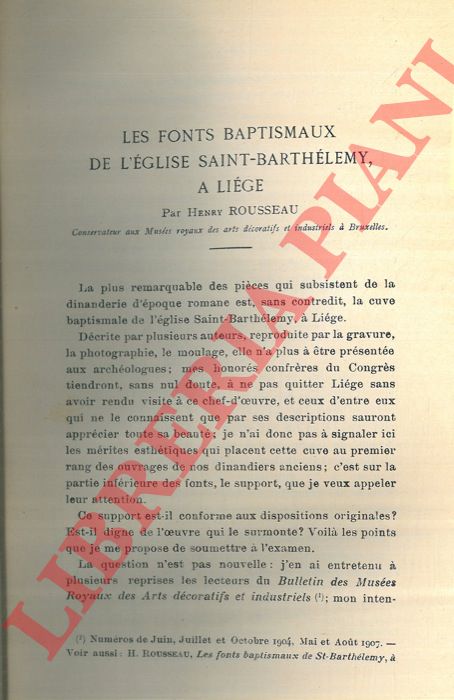 LES FONTS BAPTISMAUX
DE L'ÉGLISE SAINT-BARTHÉLEMY,
A LIÉGE
Par Henry ROUSSEAU
Conservateur aux Musées royaux des arts décoratifs et industriels à Bruxelles.
La plus remarquable des pièces qui subsistent de la
dinanderie d'époque romane est, sans contredit, la cuve
baptismale de l'église Saint-Barthélemy, à Liége.
Décrite par plusieurs auteurs, reproduite par la gravure,
la photographie, le moulage, elle n'a plus à être présentée
aux archéologues; mes honorés confrères du Congrès
tiendront, sans nul doute, à ne pas quitter Liége sans
avoir rendu visite à ce chef-d'œuvre, et ceux d'entre eux
qui ne le connaissent que par ses descriptions sauront
apprécier toute sa beauté; je n'ai donc pas à signaler ici
les mérites esthétiques qui placent cette cuve au premier
rang des ouvrages de nos dinandiers anciens; c'est sur la
partie inférieure des fonts, le support, que je veux appeler
leur attention.
Ce support est-il conforme aux dispositions originales?
Est-il digne de l'œuvre qui le surmonte? Voilà les points
que je me propose de soumettre à l'examen.
La question n'est pas nouvelle: j'en ai entretenu à
plusieurs reprises les lecteurs du Bulletin des Musées
Royaux des Arts décoratifs et industriels (¹); mon inten-
(¹) Numéros de Juin, Juillet et Octobre 1904, Mai et Août 1907. —
Voir aussi: H. Rousseau, Les fonts baptismaux de St-Barthélemy, à
LIBRERIA PIANI